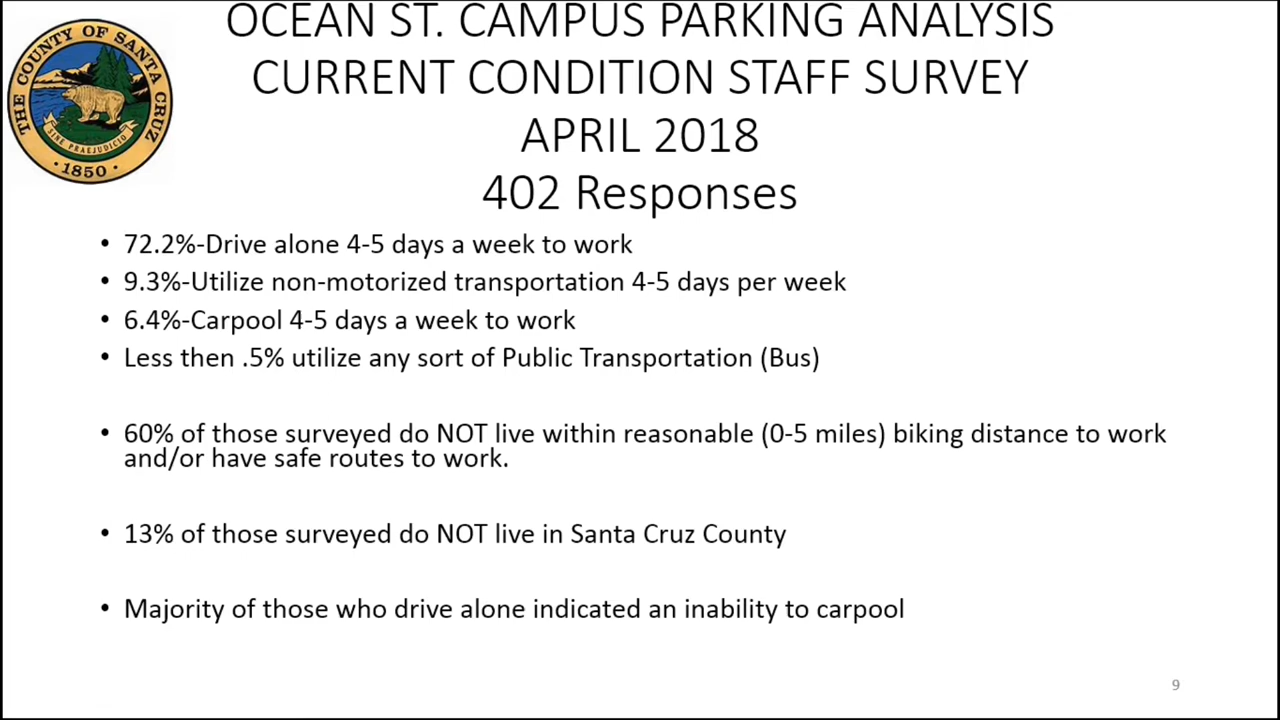 THE COUNTY OF SANTA CRUZ
SINE PRAEJUDICIO
• 1850 •
OCEAN ST. CAMPUS PARKING ANALYSIS
CURRENT CONDITION STAFF SURVEY
APRIL 2018
402 Responses
• 72.2%-Drive alone 4-5 days a week to work
• 9.3%-Utilize non-motorized transportation 4-5 days per week
• 6.4%-Carpool 4-5 days a week to work
• Less then .5% utilize any sort of Public Transportation (Bus)
• 60% of those surveyed do NOT live within reasonable (0-5 miles) biking distance to work
and/or have safe routes to work.
• 13% of those surveyed do NOT live in Santa Cruz County
• Majority of those who drive alone indicated an inability to carpool
9